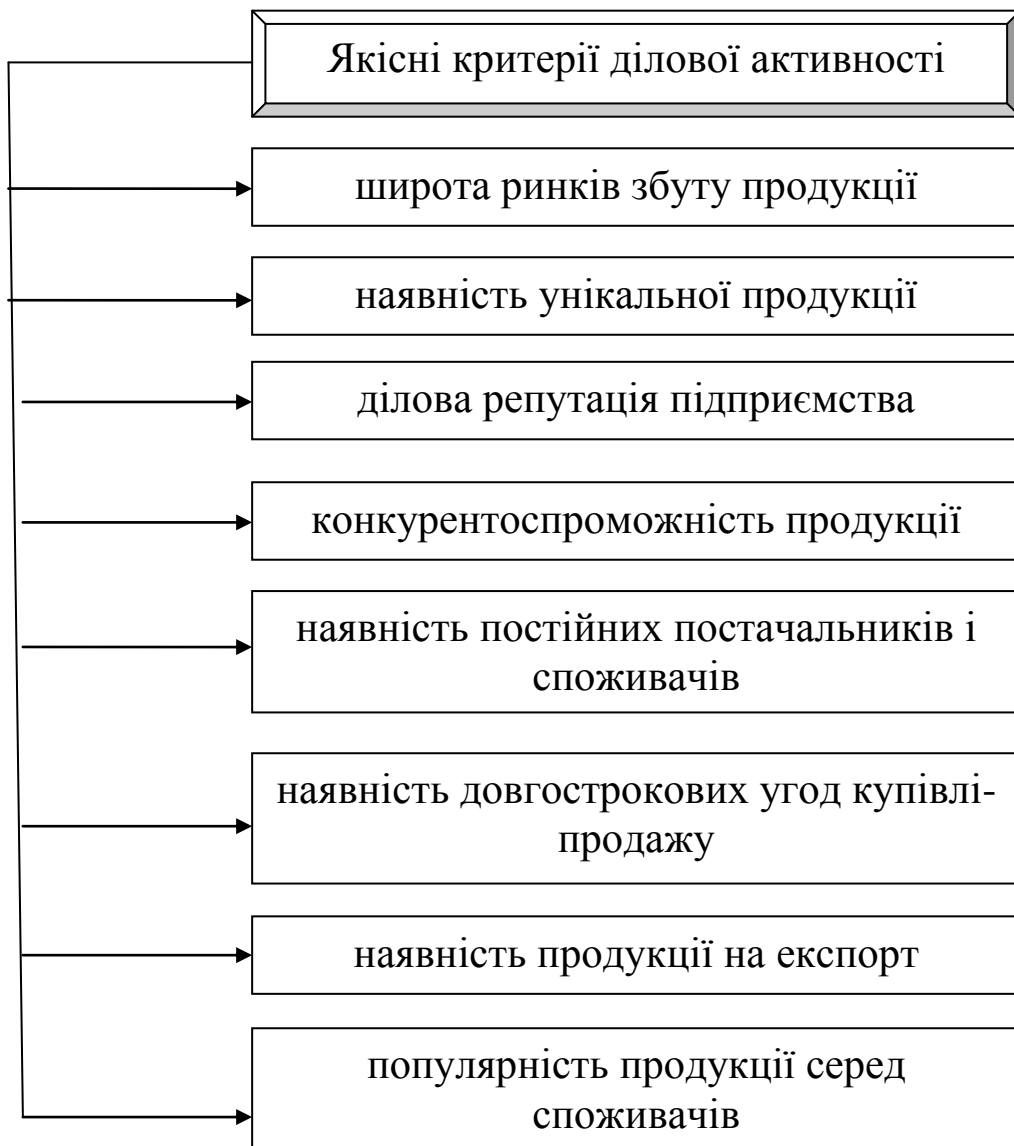 Якісні критерії ділової активності
широта ринків збуту продукції
наявність унікальної продукції
ділова репутація підприємства
конкурентоспроможність продукції
наявність постійних постачальників і
споживачів
наявність довгострокових угод купівлі-
продажу
наявність продукції на експорт
популярність продукції серед
споживачів